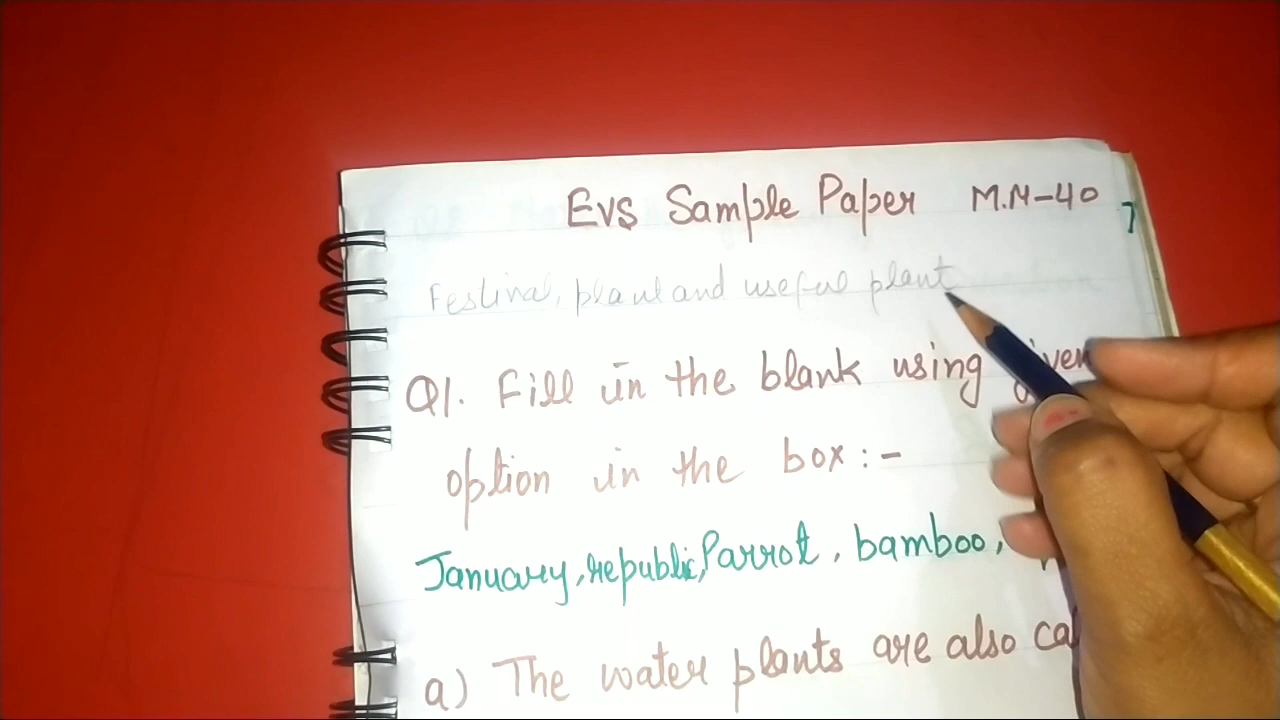 Evs Sample Paper M.M-40
Festival, plant and useful plant
Q1. Fill in the blank using given
option in the box:-
January, republic, Parrot, bamboo,
a) The water plants are also